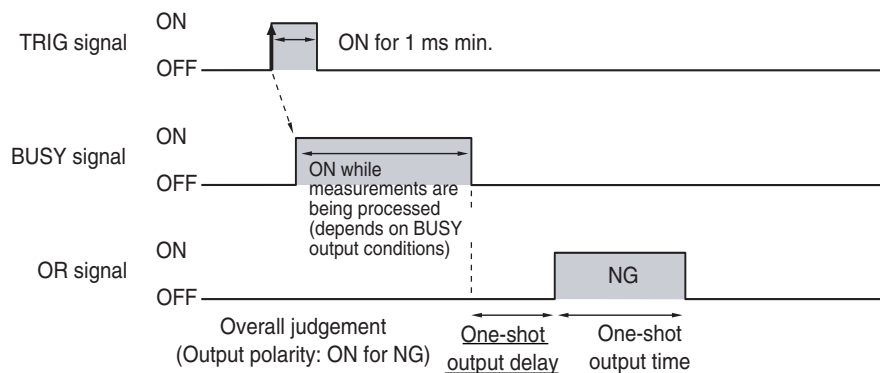 ON
TRIG signal
ON for 1 ms min.
OFF
ON
BUSY signal
OFF
ON while
measurements are
being processed
(depends on BUSY
output conditions)
ON
OR signal
NG
OFF
Overall judgement
(Output polarity: ON for NG)
One-shot
output delay
One-shot
output time